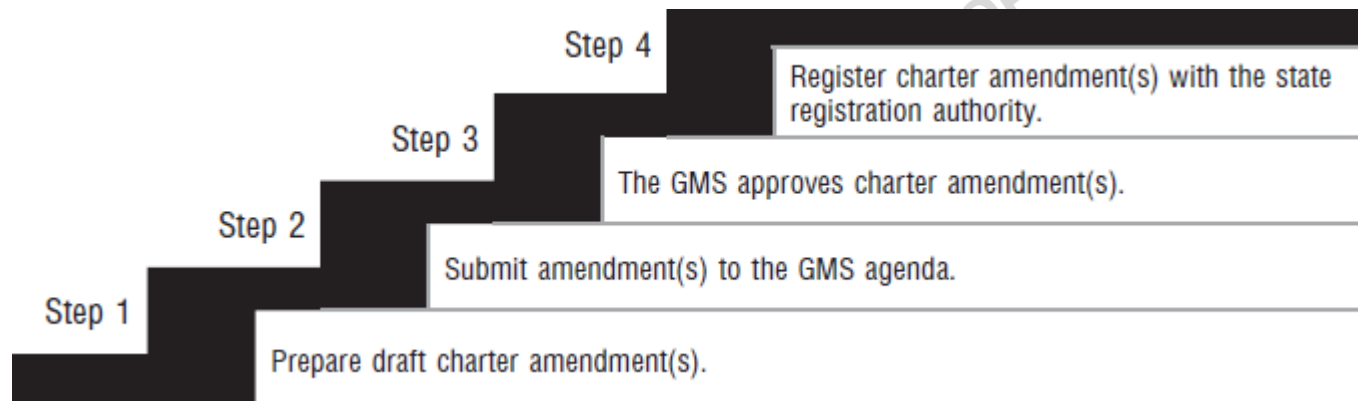 Step 4
Register charter amendment(s) with the state
registration authority.
Step 3
The GMS approves charter amendment(s).
Step 2
Submit amendment(s) to the GMS agenda.
Step 1
Prepare draft charter amendment(s).